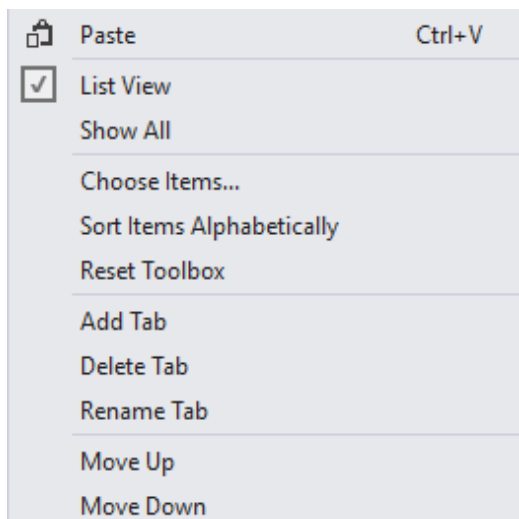 Paste Ctrl+V
List View
Show All
Choose Items...
Sort Items Alphabetically
Reset Toolbox
Add Tab
Delete Tab
Rename Tab
Move Up
Move Down